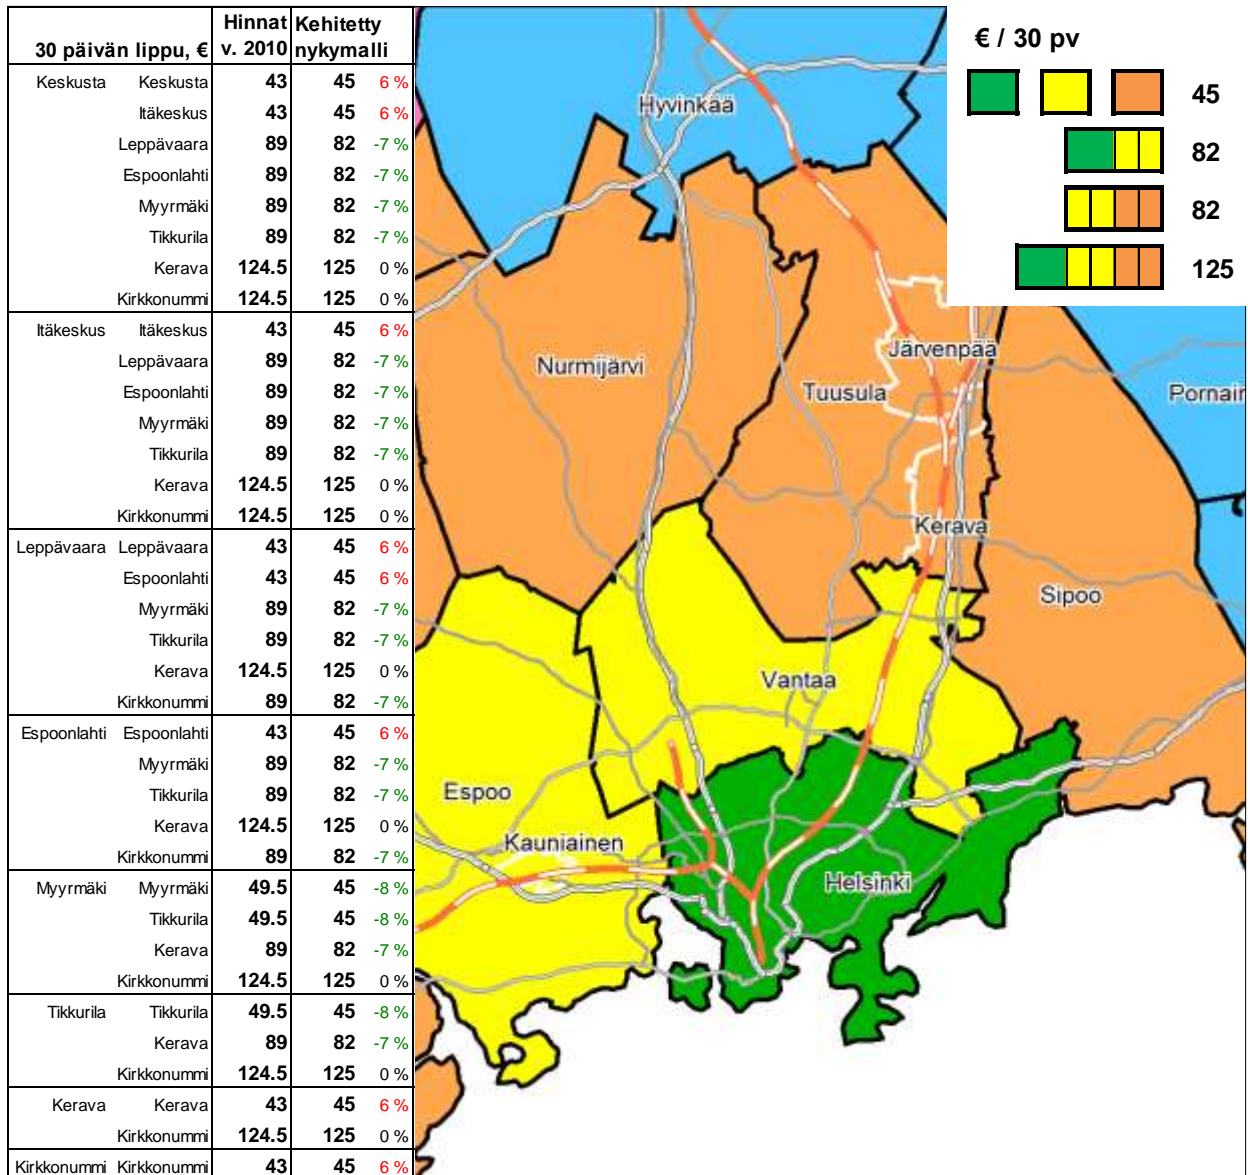 30 päivän lippu, € Hinnat v. 2010 Kehitetty nykymalli
Keskusta Keskusta 43 45 6 %
Itäkeskus 43 45 6 %
Leppävaara 89 82 -7 %
Espoonlahti 89 82 -7 %
Myyrmäki 89 82 -7 %
Tikkurila 89 82 -7 %
Kerava 124.5 125 0 %
Kirkkonummi 124.5 125 0 %
Itäkeskus Itäkeskus 43 45 6 %
Leppävaara 89 82 -7 %
Espoonlahti 89 82 -7 %
Myyrmäki 89 82 -7 %
Tikkurila 89 82 -7 %
Kerava 124.5 125 0 %
Kirkkonummi 124.5 125 0 %
Leppävaara Leppävaara 43 45 6 %
Espoonlahti 43 45 6 %
Myyrmäki 89 82 -7 %
Tikkurila 89 82 -7 %
Kerava 124.5 125 0 %
Kirkkonummi 89 82 -7 %
Espoonlahti Espoonlahti 43 45 6 %
Myyrmäki 89 82 -7 %
Tikkurila 89 82 -7 %
Kerava 124.5 125 0 %
Kirkkonummi 89 82 -7 %
Myyrmäki Myyrmäki 49.5 45 -8 %
Tikkurila 49.5 45 -8 %
Kerava 89 82 -7 %
Kirkkonummi 124.5 125 0 %
Tikkurila Tikkurila 49.5 45 -8 %
Kerava 89 82 -7 %
Kirkkonummi 124.5 125 0 %
Kerava Kerava 43 45 6 %
Kirkkonummi 124.5 125 0 %
Kirkkonummi Kirkkonummi 43 45 6 %
€ / 30 pv
45
82
82
125
Hyvinkää
Järvenpää
Nurmijärvi
Tuusula
Pornair
Kerava
Sipoo
Vantaa
Espoo
Kauniainen
Helsinki